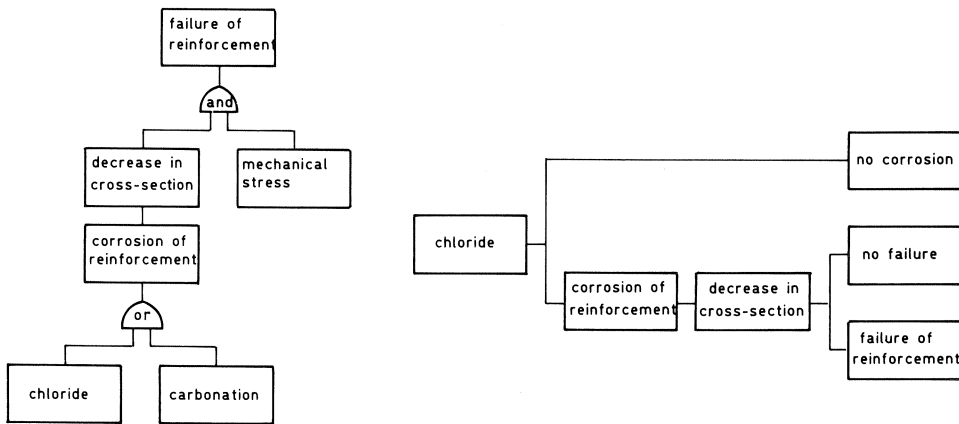 failure of
reinforcement
and
decrease in
cross-section
mechanical
stress
corrosion of
reinforcement
or
chloride
carbonation
chloride
no corrosion
corrosion of
reinforcement
decrease in
cross-section
no failure
failure of
reinforcement